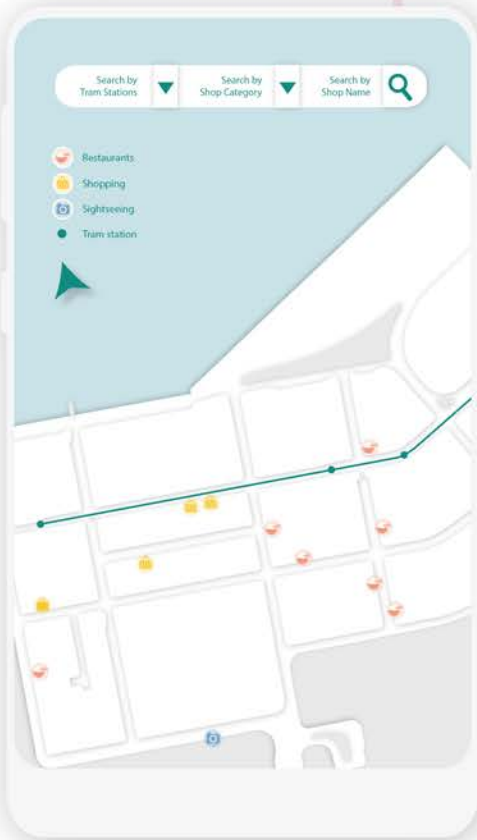 Search by
Tram Stations
Search by
Shop Category
Search by
Shop Name
Restaurants
Shopping
Sightseeing
Tram station